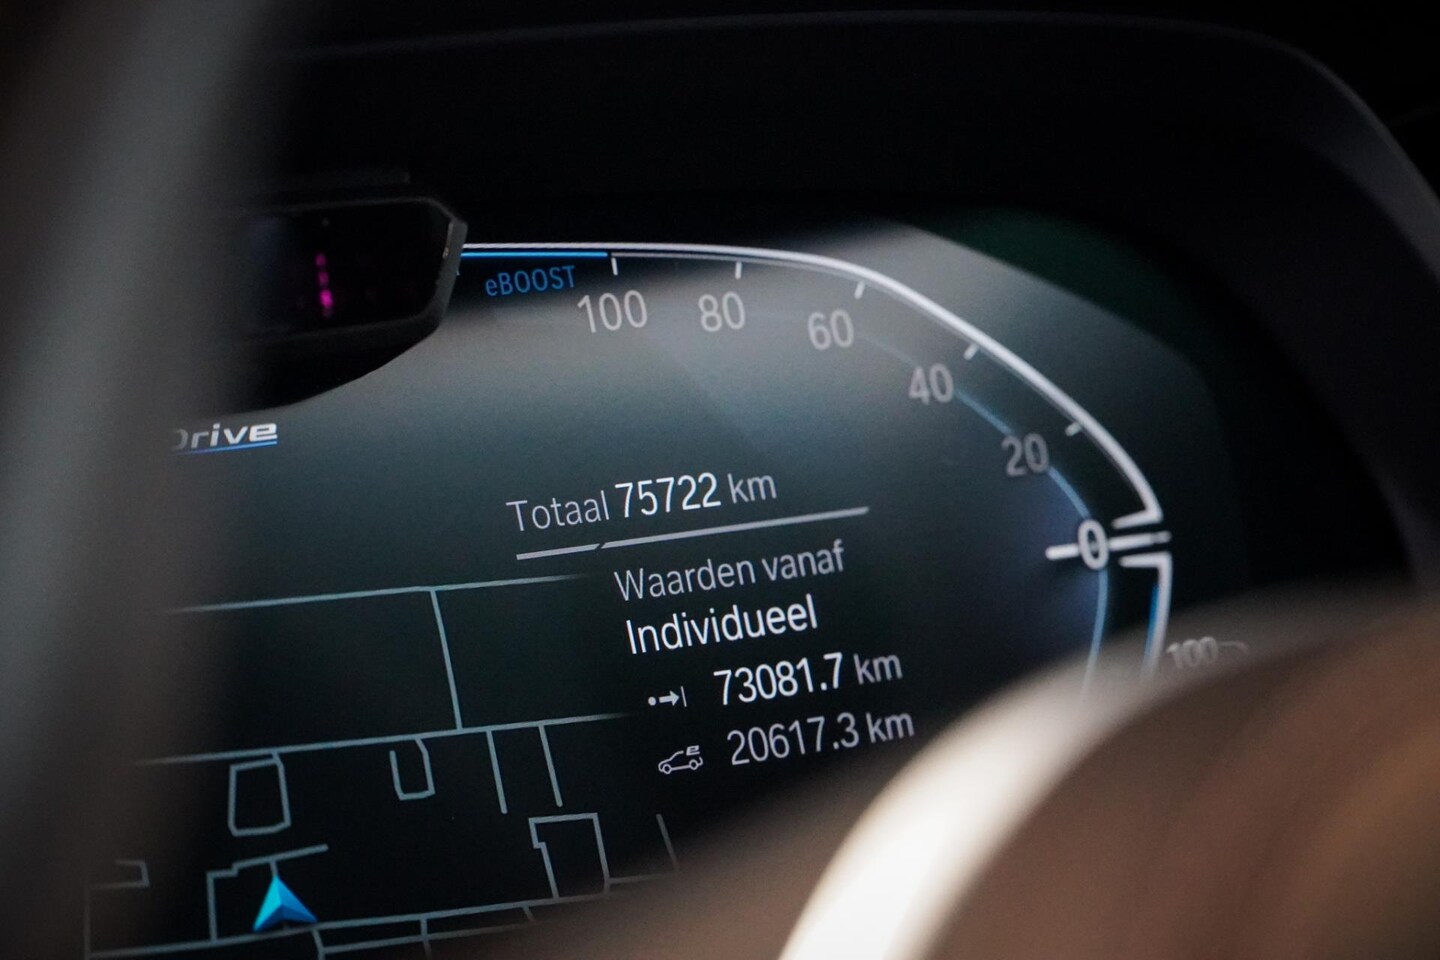 eBOOST
100
80
60
40
20
0
100
Drive
Totaal 75722 km
Waarden vanaf
Individueel
73081.7 km
20617.3 km